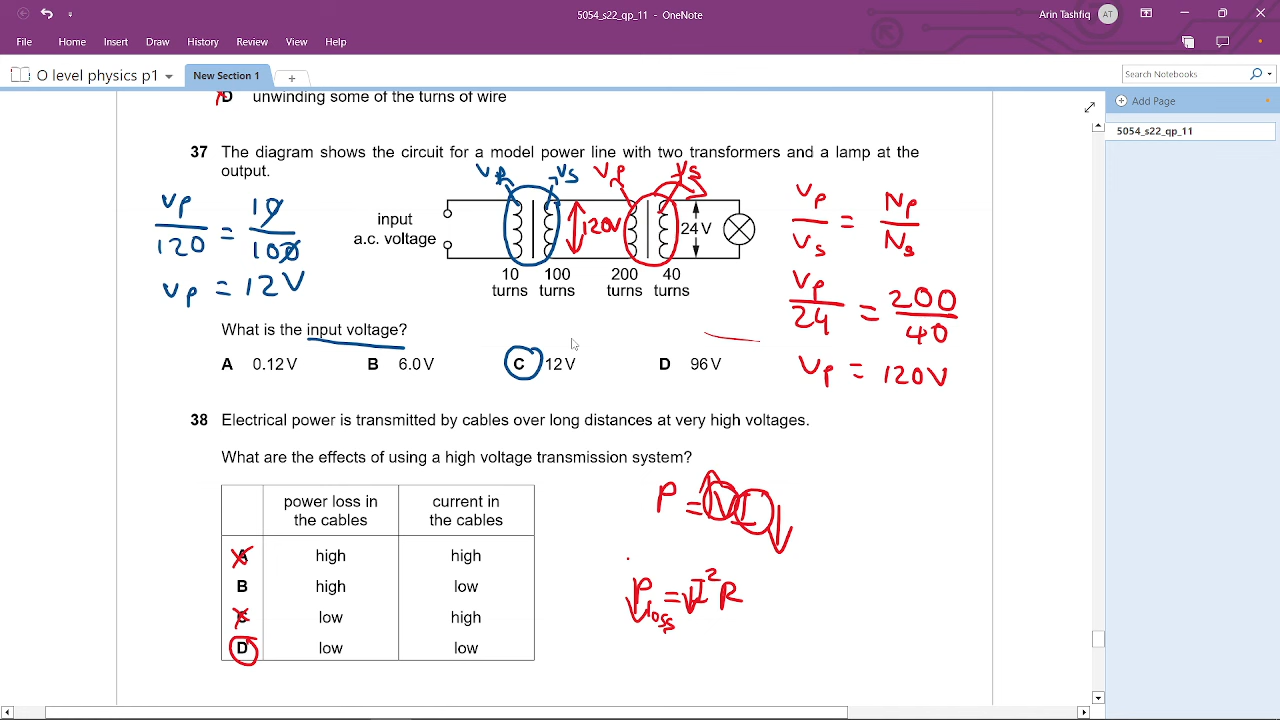 5054_s22_qp_11 - OneNote
Arin Tashfiq AT
File Home Insert Draw History Review View Help
O level physics p1 New Section 1 +
Search Notebooks
Add Page
5054_s22_qp_11
D unwinding some of the turns of wire
37 The diagram shows the circuit for a model power line with two transformers and a lamp at the
output.
Vp Vs Vp Vs
input
a.c. voltage
120V
24 V
10 100 200 40
turns turns turns turns
Vp/120 = 10/100
Vp = 12V
Vp/Vs = Np/Ns
Vp/24 = 200/40
Vp = 120V
What is the input voltage?
A 0.12 V B 6.0 V C 12 V D 96 V
38 Electrical power is transmitted by cables over long distances at very high voltages.
What are the effects of using a high voltage transmission system?
power loss in current in
the cables the cables
A high high
B high low
C low high
D low low
P = VI
Ploss = I²R